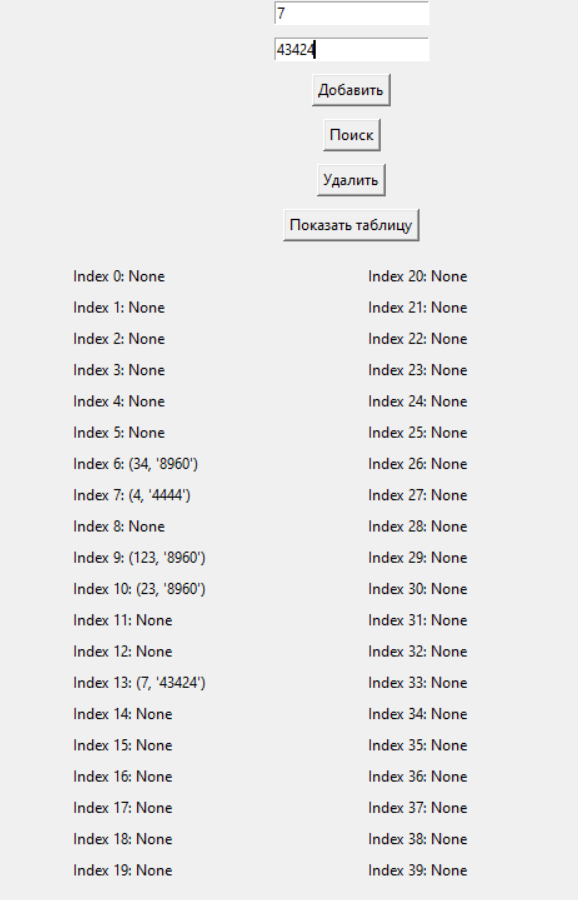 7
43424
Добавить
Поиск
Удалить
Показать таблицу
Index 0: None
Index 1: None
Index 2: None
Index 3: None
Index 4: None
Index 5: None
Index 6: (34, '8960')
Index 7: (4, '4444')
Index 8: None
Index 9: (123, '8960')
Index 10: (23, '8960')
Index 11: None
Index 12: None
Index 13: (7, '43424')
Index 14: None
Index 15: None
Index 16: None
Index 17: None
Index 18: None
Index 19: None
Index 20: None
Index 21: None
Index 22: None
Index 23: None
Index 24: None
Index 25: None
Index 26: None
Index 27: None
Index 28: None
Index 29: None
Index 30: None
Index 31: None
Index 32: None
Index 33: None
Index 34: None
Index 35: None
Index 36: None
Index 37: None
Index 38: None
Index 39: None